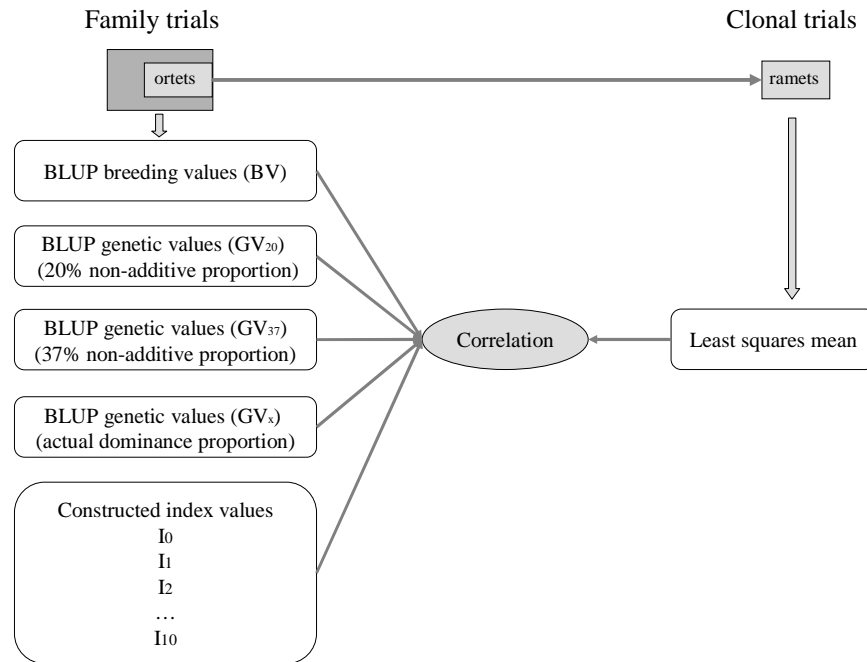 Family trials
Clonal trials
ortets
ramets
BLUP breeding values (BV)
BLUP genetic values (GV₂₀)
(20% non-additive proportion)
BLUP genetic values (GV₃₇)
(37% non-additive proportion)
Correlation
Least squares mean
BLUP genetic values (GVₓ)
(actual dominance proportion)
Constructed index values
I₀
I₁
I₂
…
I₁₀